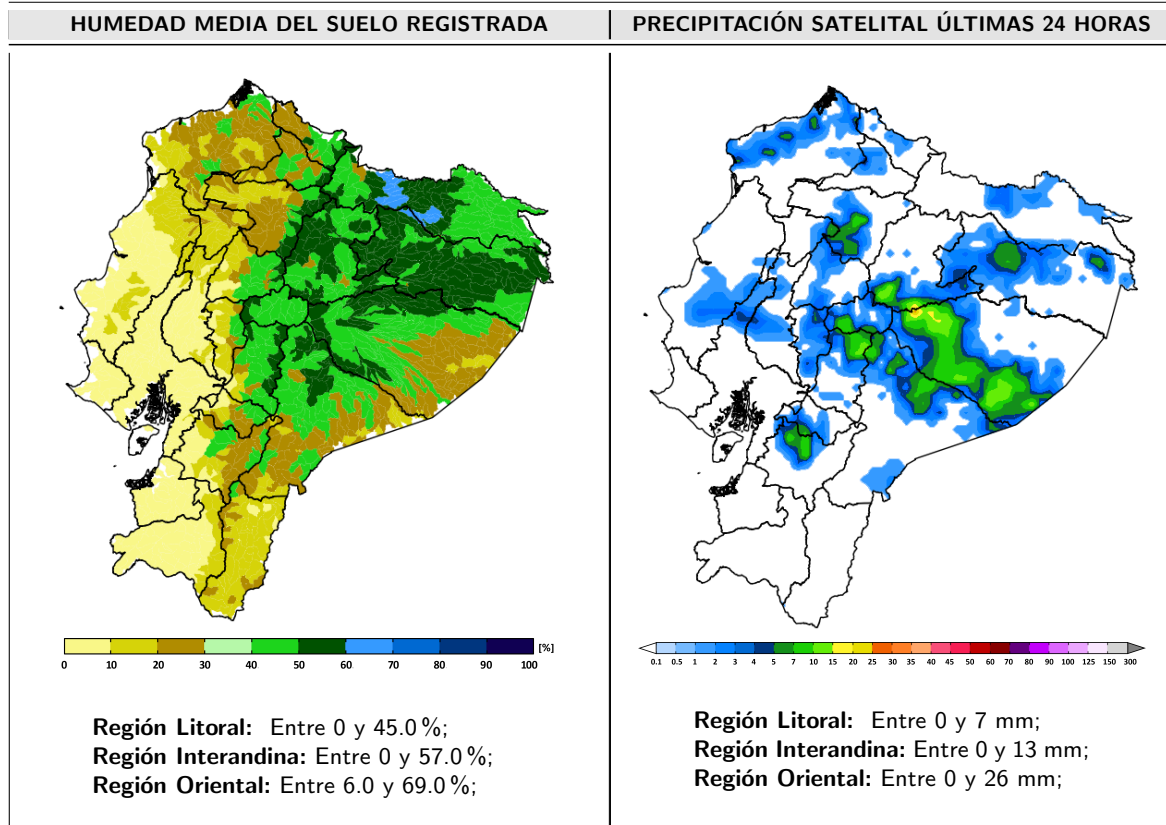 HUMEDAD MEDIA DEL SUELO REGISTRADA
PRECIPITACIÓN SATELITAL ÚLTIMAS 24 HORAS
0 10 20 30 40 50 60 70 80 90 100 [%]
0.1 0.5 1 2 3 4 5 7 10 15 20 25 30 35 40 45 50 60 70 80 90 100 125 150 300
Región Litoral: Entre 0 y 45.0 %;
Región Interandina: Entre 0 y 57.0 %;
Región Oriental: Entre 6.0 y 69.0 %;
Región Litoral: Entre 0 y 7 mm;
Región Interandina: Entre 0 y 13 mm;
Región Oriental: Entre 0 y 26 mm;